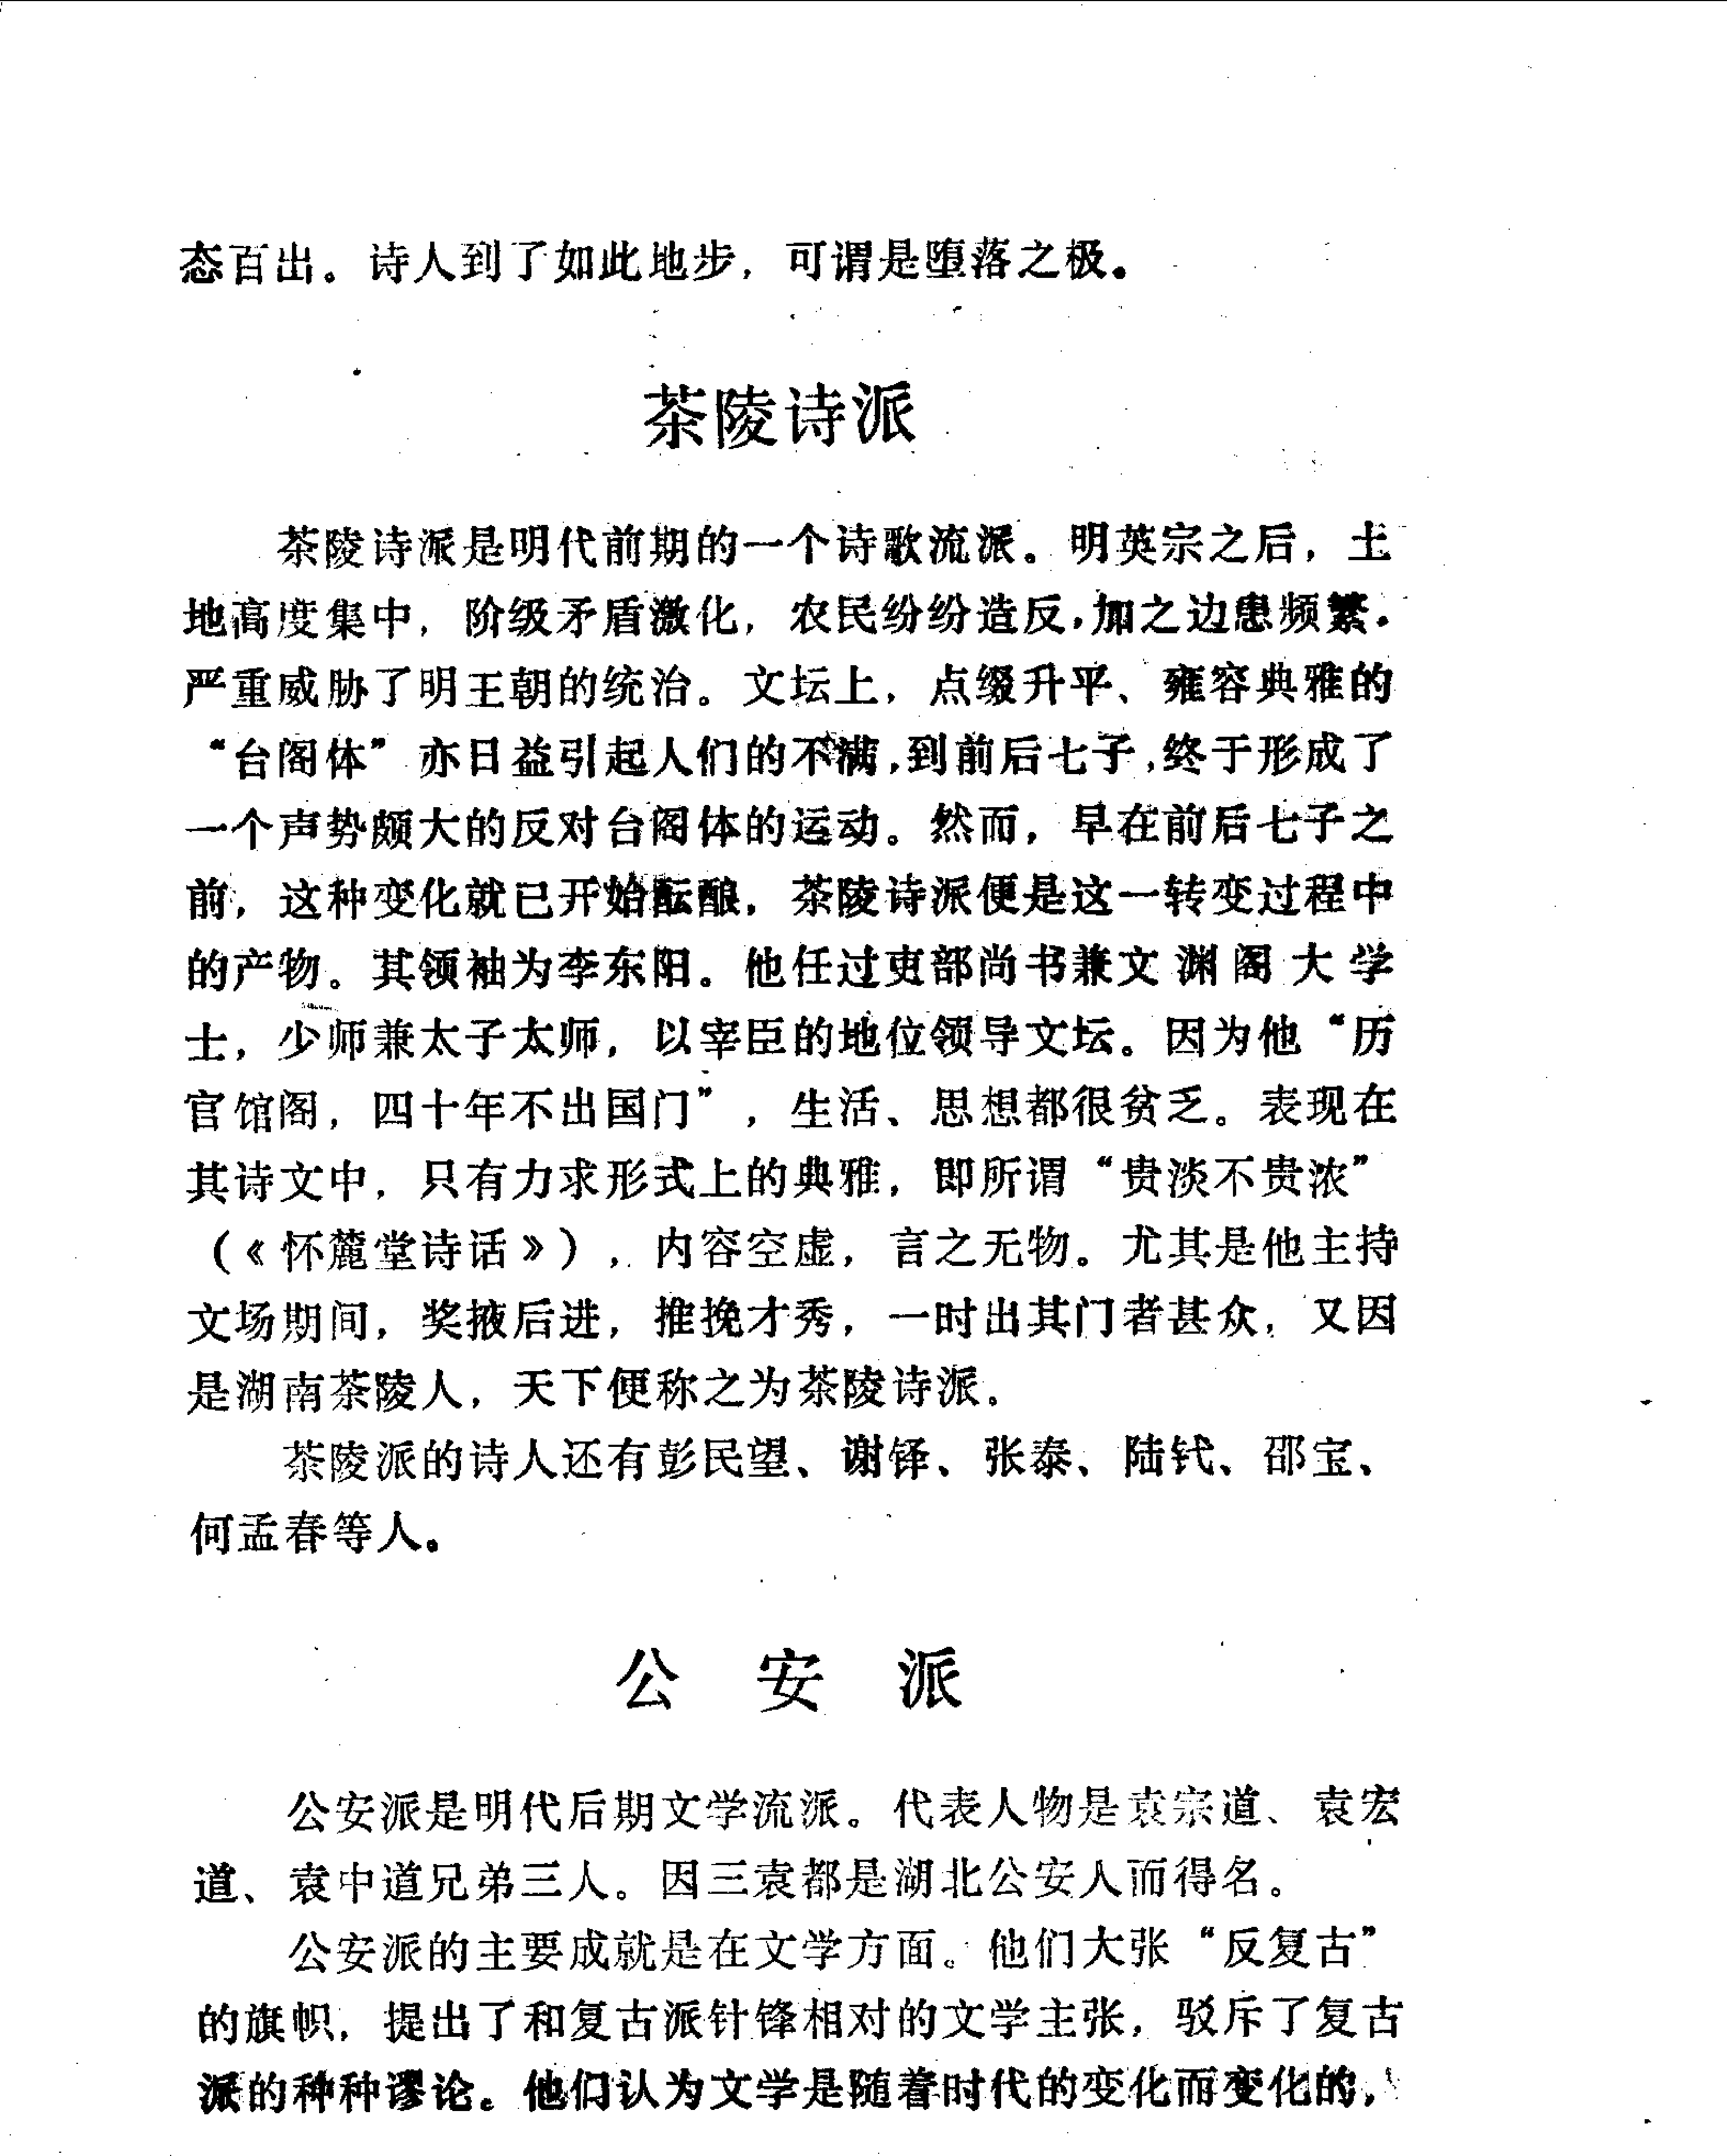 态百出。诗人到了如此地步，可谓是堕落之极。
茶陵诗派
茶陵诗派是明代前期的一个诗歌流派。明英宗之后，土
地高度集中，阶级矛盾激化，农民纷纷造反，加之边患频繁，
严重威胁了明王朝的统治。文坛上，点缀升平、雍容典雅的
“台阁体”亦日益引起人们的不满，到前后七子，终于形成了
一个声势颇大的反对台阁体的运动。然而，早在前后七子之
前，这种变化就已开始酝酿，茶陵诗派便是这一转变过程中
的产物。其领袖为李东阳。他任过吏部尚书兼文渊阁大学
士，少师兼太子太师，以宰臣的地位领导文坛。因为他“历
官馆阁，四十年不出国门”，生活、思想都很贫乏。表现在
其诗文中，只有力求形式上的典雅，即所谓“贵淡不贵浓”
（《怀麓堂诗话》），内容空虚，言之无物。尤其是他主持
文场期间，奖掖后进，推挽才秀，一时出其门者甚众，又因
是湖南茶陵人，天下便称之为茶陵诗派。
茶陵派的诗人还有彭民望、谢铎、张泰、陆钎、邵宝、
何孟春等人。
公安派
公安派是明代后期文学流派。代表人物是袁宗道、袁宏
道、袁中道兄弟三人。因三袁都是湖北公安人而得名。
公安派的主要成就是在文学方面。他们大张“反复古”
的旗帜，提出了和复古派针锋相对的文学主张，驳斥了复古
派的种种谬论。他们认为文学是随着时代的变化而变化的，